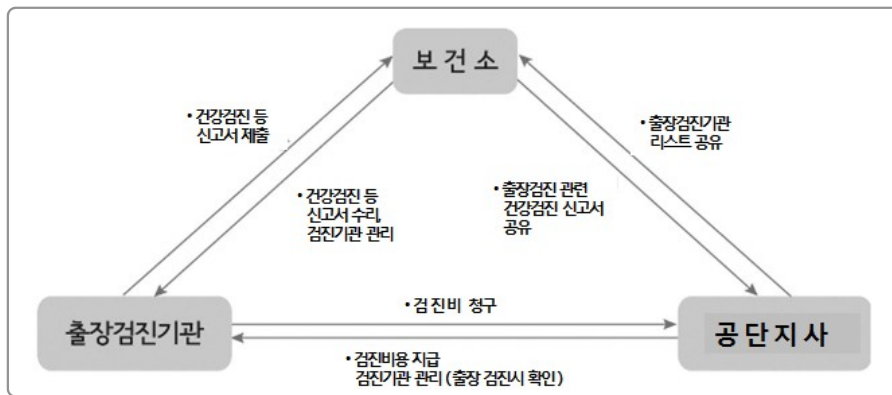 보 건 소
• 건강검진 등
신고서 제출
• 출장검진기관
리스트 공유
• 건강검진 등
신고서 수리,
검진기관 관리
• 출장검진 관련
건강검진 신고서
공유
• 검 진비 청구
출장검진기관
공 단 지 사
• 검진비용 지급
검진기관 관리 ( 출장 검진시 확인 )